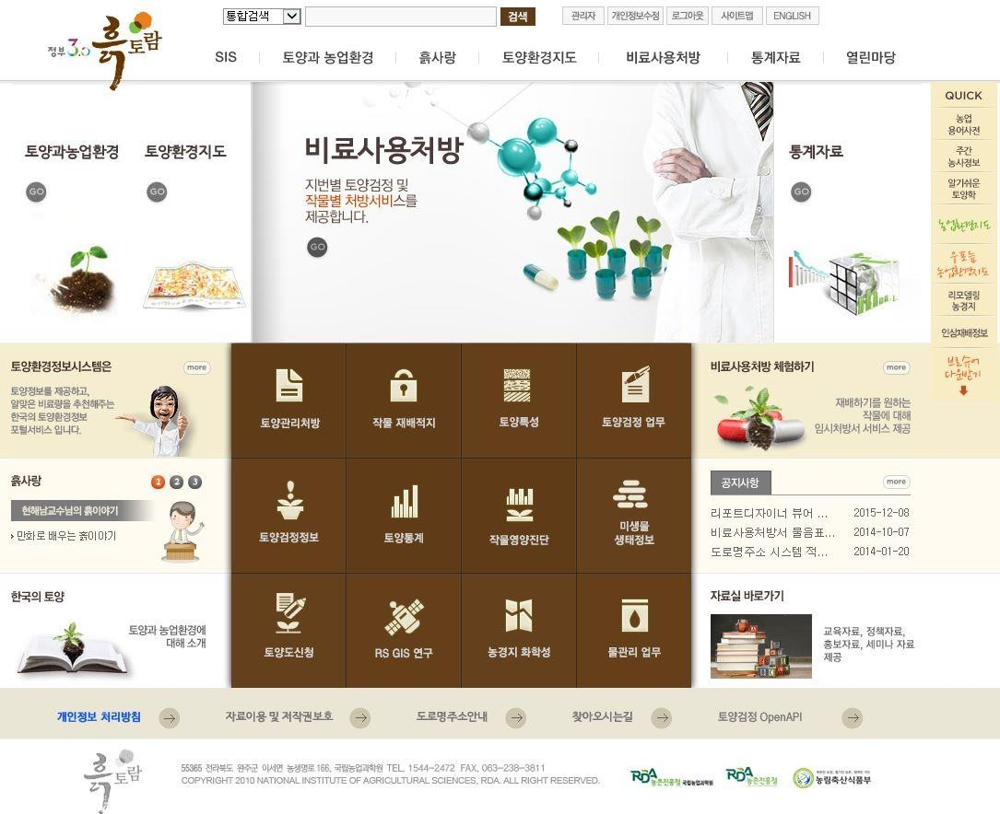 통합검색
검색
관리자
개인정보수정
로그아웃
사이트맵
ENGLISH
정부3.0
흙토람
SIS
토양과 농업환경
흙사랑
토양환경지도
비료사용처방
통계자료
열린마당
토양과농업환경
GO
토양환경지도
GO
비료사용처방
지번별 토양검정 및
작물별 처방서비스를
제공합니다.
GO
통계자료
GO
QUICK
농업
용어사전
주간
농사정보
알기쉬운
토양학
농업환경지도
우포늪
농업환경지도
리모델링
농경지
인삼재배정보
브로슈어
다운받기
토양환경정보시스템은
more
토양정보를 제공하고,
알맞은 비료량을 추천해주는
한국의 토양환경정보
포털서비스 입니다.
토양관리처방
작물 재배적지
토양특성
토양검정 업무
비료사용처방 체험하기
more
재배하기를 원하는
작물에 대해
임시처방서 서비스 제공
흙사랑
1 2 3
현해남교수님의 흙이야기
만화로 배우는 흙이야기
토양검정정보
토양통계
작물영양진단
미생물
생태정보
공지사항
more
리포트디자이너 뷰어 ... 2015-12-08
비료사용처방서 물음표... 2014-10-07
도로명주소 시스템 적... 2014-01-20
한국의 토양
토양과 농업환경에
대해 소개
토양도신청
RS GIS 연구
농경지 화학성
물관리 업무
자료실 바로가기
교육자료, 정책자료,
홍보자료, 세미나 자료
제공
개인정보 처리방침
자료이용 및 저작권보호
도로명주소안내
찾아오시는길
토양검정 OpenAPI
흙토람
55365 전라북도 완주군 이서면 농생명로 166, 국립농업과학원 TEL, 1544-2472 FAX, 063-238-3811
COPYRIGHT 2010 NATIONAL INSTITUTE OF AGRICULTURAL SCIENCES, RDA. ALL RIGHT RESERVED.
RDA 농촌진흥청 국립농업과학원
RDA 농촌진흥청
농림축산식품부